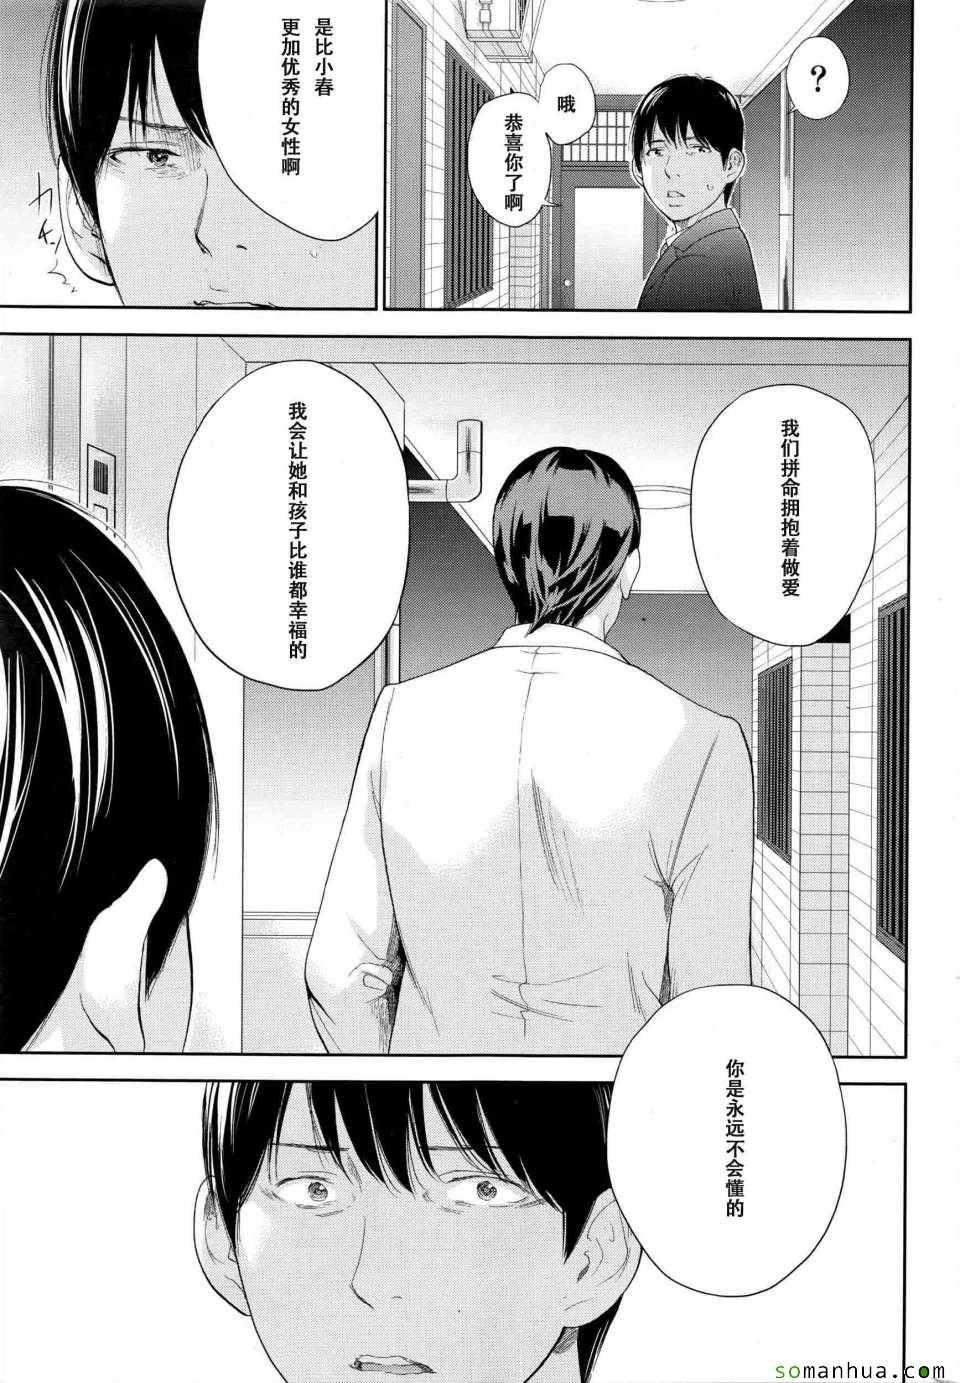 ？
哦
恭喜你了啊
是比小春
更加优秀的女性啊
我们拼命拥抱着做爱
我会让她和孩子比谁都幸福的
你是永远不会懂的
somanhua.com